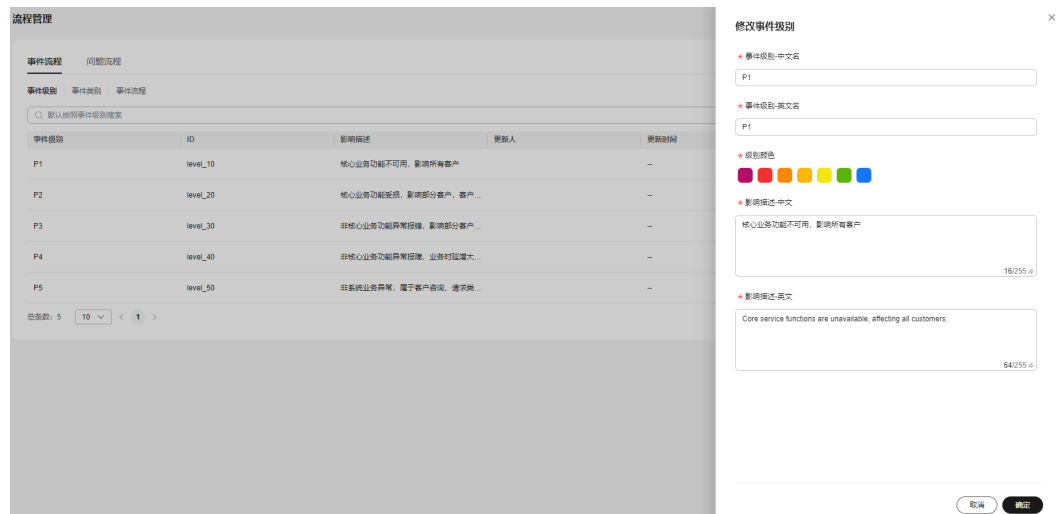 流程管理
事件流程 问题流程
事件级别 事件类别 事件流程
默认按照事件级别搜索
事件级别 ID 影响描述 更新人 更新时间
P1 level_10 核心业务功能不可用，影响所有客户 --
P2 level_20 核心业务功能受损，影响部分客户，客户... --
P3 level_30 非核心业务功能异常报错，影响部分客户... --
P4 level_40 非核心业务功能异常报障，业务时延增大... --
P5 level_50 非系统业务异常，属于客户咨询、请求类... --
总条数：5 10 1
修改事件级别
* 事件级别-中文名
P1
* 事件级别-英文名
P1
* 级别颜色
* 影响描述-中文
核心业务功能不可用，影响所有客户
16/255
* 影响描述-英文
Core service functions are unavailable, affecting all customers.
64/255
取消 确定